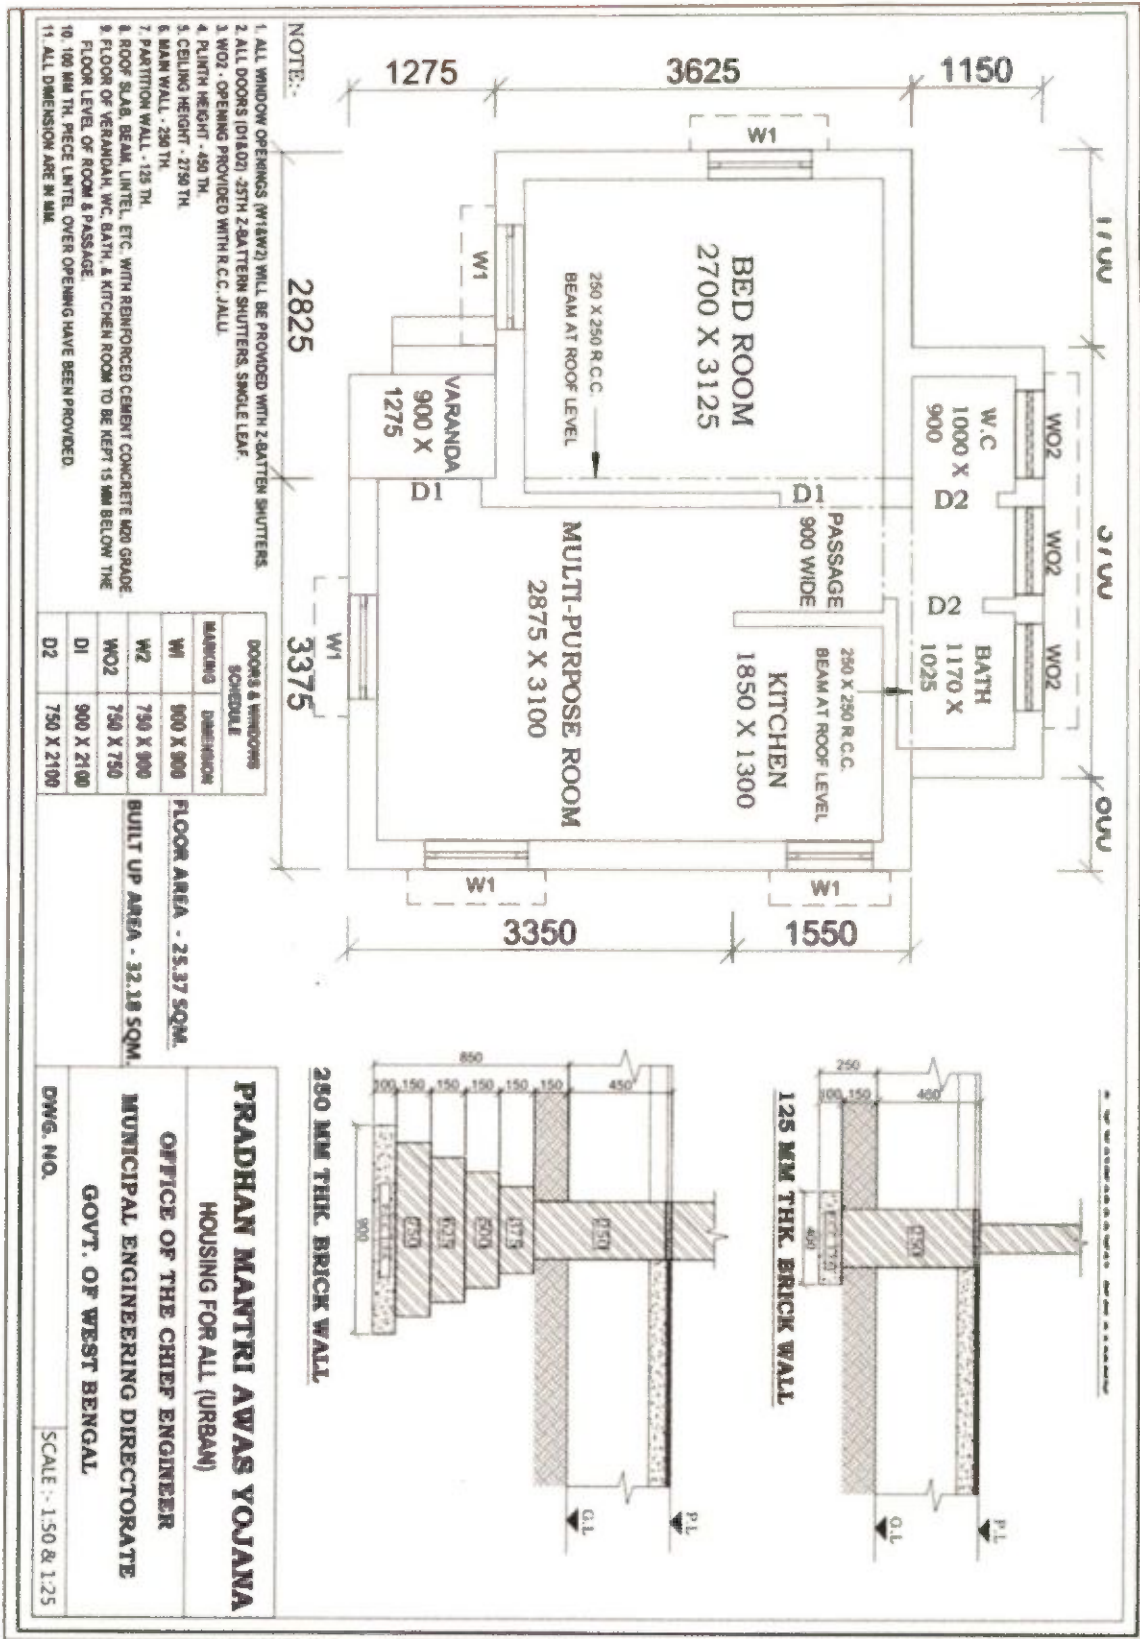 1700
3700
1150
3625
1275
W1
WO2
WO2
WO2
BED ROOM
2700 X 3125
W.C
1000 X
900
D2
D2
BATH
1170 X
1025
250 X 250 R.C.C.
BEAM AT ROOF LEVEL
D1
PASSAGE
900 WIDE
250 X 250 R.C.C.
BEAM AT ROOF LEVEL
KITCHEN
1850 X 1300
W1
VARANDA
900 X
1275
D1
MULTI-PURPOSE ROOM
2875 X 3100
W1
W1
W1
1550
3350
2825
3375
NOTE:-
1. ALL WINDOW OPENINGS (W1&W2) WILL BE PROVIDED WITH Z-BATTEN SHUTTERS.
2. ALL DOORS (D1&D2) -25TH Z-BATTERN SHUTTERS, SINGLE LEAF.
3. WO2 - OPENING PROVIDED WITH R.C.C. JALLI.
4. PLINTH HEIGHT - 450 TH.
5. CEILING HEIGHT - 2750 TH.
6. MAIN WALL - 250 TH.
7. PARTITION WALL - 125 TH.
8. ROOF SLAB, BEAM, LINTEL, ETC. WITH REINFORCED CEMENT CONCRETE M20 GRADE.
9. FLOOR OF VERANDAH, WC, BATH, & KITCHEN ROOM TO BE KEPT 15 MM BELOW THE
FLOOR LEVEL OF ROOM & PASSAGE.
10. 100 MM TH. PIECE LINTEL OVER OPENING HAVE BEEN PROVIDED.
11. ALL DIMENSION ARE IN MM.
DOORS & WINDOWS
SCHEDULE
MARKING DIMENSION
W1 900 X 900
W2 750 X 900
WO2 750 X 750
D1 900 X 2100
D2 750 X 2100
FLOOR AREA - 25.37 SQM.
BUILT UP AREA - 32.18 SQM.
250
100 150
450
450
P.L
G.L
125 MM THK. BRICK WALL
850
100 150 150 150 150 150
450
900
750
625
500
375
P.L
G.L
250 MM THK. BRICK WALL
PRADHAN MANTRI AWAS YOJANA
HOUSING FOR ALL (URBAN)
OFFICE OF THE CHIEF ENGINEER
MUNICIPAL ENGINEERING DIRECTORATE
GOVT. OF WEST BENGAL
DWG. NO.
SCALE :- 1:50 & 1:25